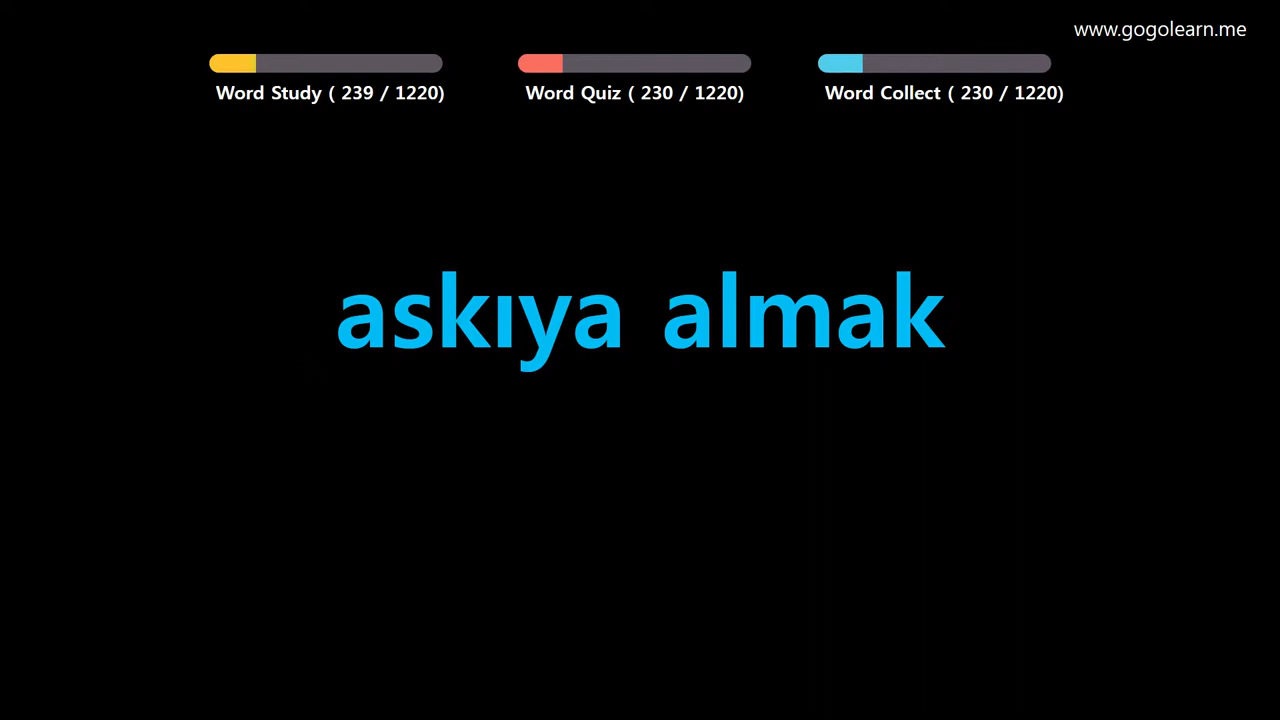 www.gogolearn.me
Word Study ( 239 / 1220)
Word Quiz ( 230 / 1220)
Word Collect ( 230 / 1220)
askıya almak